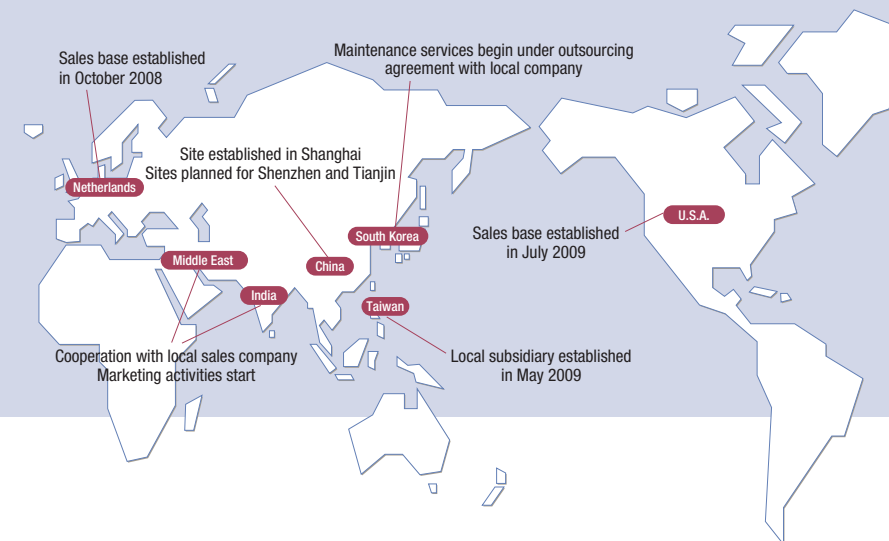 Sales base established
in October 2008
Maintenance services begin under outsourcing
agreement with local company
Site established in Shanghai
Sites planned for Shenzhen and Tianjin
Netherlands
U.S.A.
Sales base established
in July 2009
South Korea
Middle East
China
India
Taiwan
Cooperation with local sales company
Marketing activities start
Local subsidiary established
in May 2009